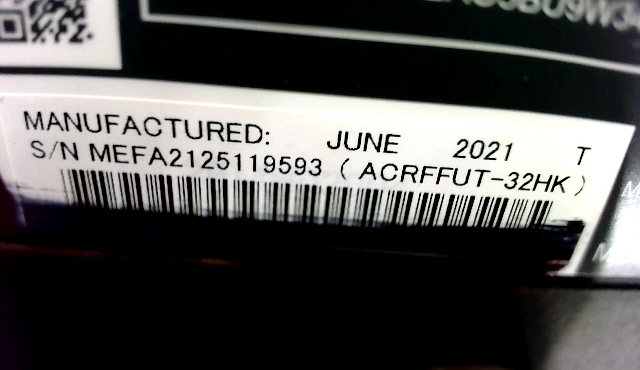 MANUFACTURED: JUNE 2021 T
S/N MEFA2125119593 ( ACRFFUT-32HK )